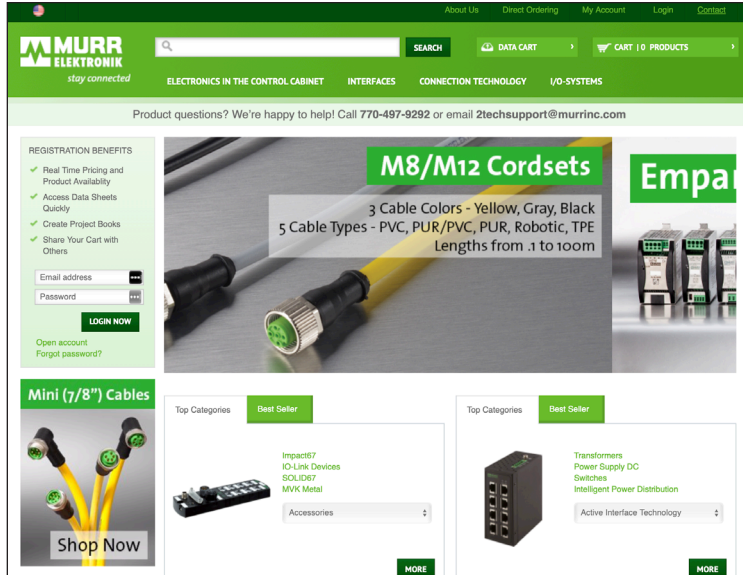 About Us Direct Ordering My Account Login Contact
MURR
ELEKTRONIK
stay connected
SEARCH
DATA CART
CART | 0 PRODUCTS
ELECTRONICS IN THE CONTROL CABINET INTERFACES CONNECTION TECHNOLOGY I/O-SYSTEMS
Product questions? We're happy to help! Call 770-497-9292 or email 2techsupport@murrinc.com
REGISTRATION BENEFITS
Real Time Pricing and
Product Availablity
Access Data Sheets
Quickly
Create Project Books
Share Your Cart with
Others
Email address
Password
LOGIN NOW
Open account
Forgot password?
M8/M12 Cordsets
3 Cable Colors - Yellow, Gray, Black
5 Cable Types - PVC, PUR/PVC, PUR, Robotic, TPE
Lengths from .1 to 100m
Empa
Mini (7/8") Cables
Shop Now
Top Categories Best Seller
Impact67
IO-Link Devices
SOLID67
MVK Metal
Accessories
MORE
Top Categories Best Seller
Transformers
Power Supply DC
Switches
Intelligent Power Distribution
Active Interface Technology
MORE